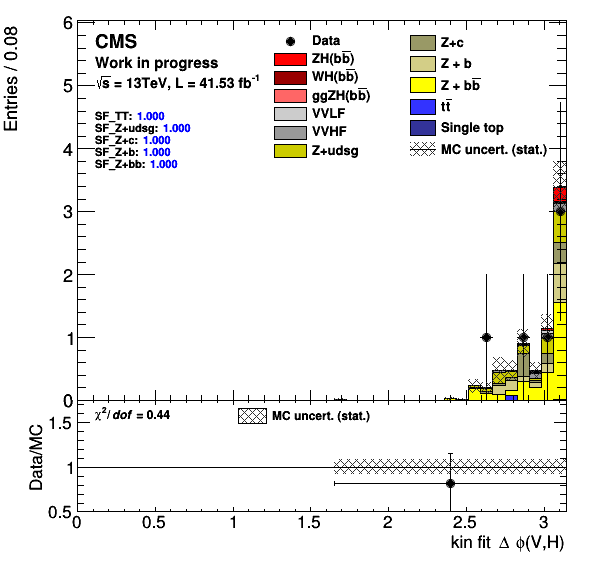 Entries / 0.08
6
5
4
3
2
1
0
CMS
Work in progress
√s = 13TeV, L = 41.53 fb⁻¹
SF_TT: 1.000
SF_Z+udsg: 1.000
SF_Z+c: 1.000
SF_Z+b: 1.000
SF_Z+bb: 1.000
Data
ZH(bb̅)
WH(bb̅)
ggZH(bb̅)
VVLF
VVHF
Z+udsg
Z+c
Z + b
Z + bb̅
tt̅
Single top
MC uncert. (stat.)
Data/MC
1.5
1
0.5
χ²/dof = 0.44
MC uncert. (stat.)
0 0.5 1 1.5 2 2.5 3
kin fit Δ ϕ(V,H)